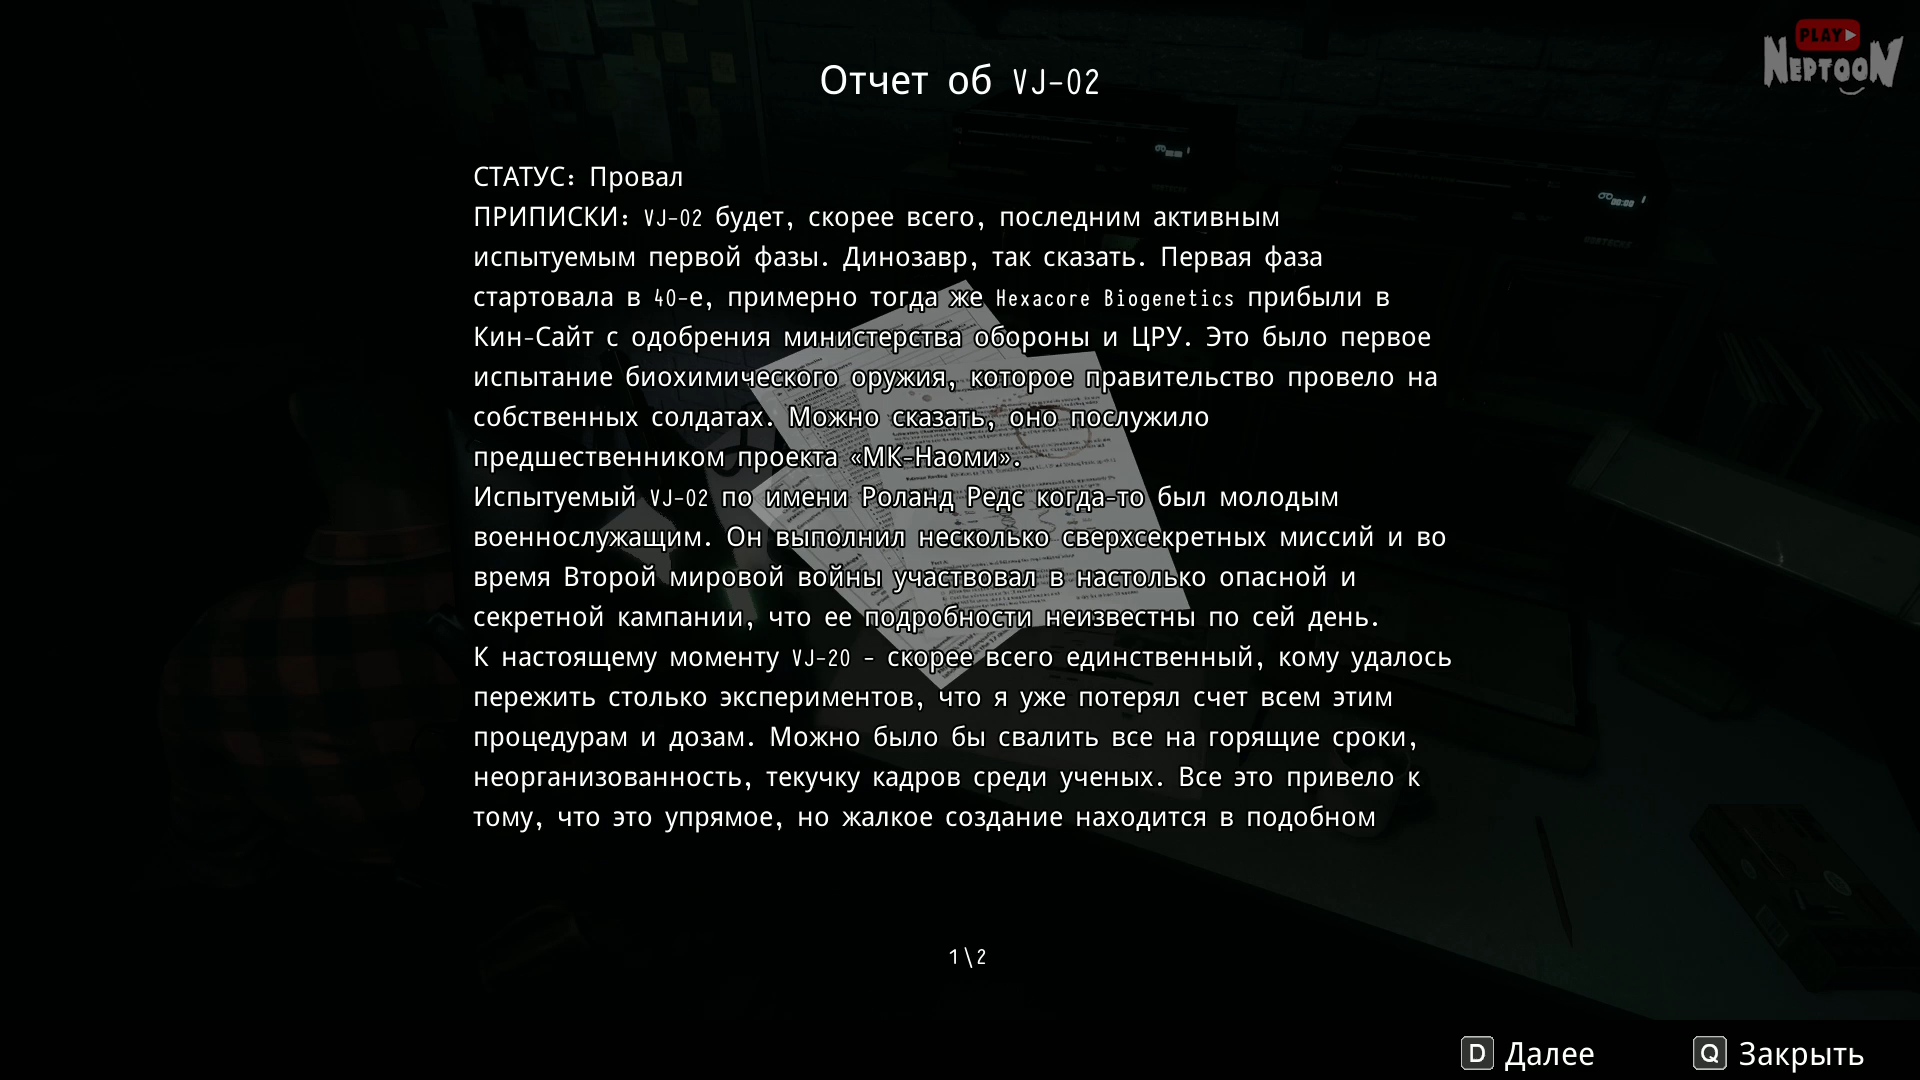 PLAY
NEPTOON
Отчет об VJ-02
СТАТУС: Провал
ПРИПИСКИ: VJ-02 будет, скорее всего, последним активным
испытуемым первой фазы. Динозавр, так сказать. Первая фаза
стартовала в 40-е, примерно тогда же Hexacore Biogenetics прибыли в
Кин-Сайт с одобрения министерства обороны и ЦРУ. Это было первое
испытание биохимического оружия, которое правительство провело на
собственных солдатах. Можно сказать, оно послужило
предшественником проекта «МК-Наоми».
Испытуемый VJ-02 по имени Роланд Редс когда-то был молодым
военнослужащим. Он выполнил несколько сверхсекретных миссий и во
время Второй мировой войны участвовал в настолько опасной и
секретной кампании, что ее подробности неизвестны по сей день.
К настоящему моменту VJ-20 - скорее всего единственный, кому удалось
пережить столько экспериментов, что я уже потерял счет всем этим
процедурам и дозам. Можно было бы свалить все на горящие сроки,
неорганизованность, текучку кадров среди ученых. Все это привело к
тому, что это упрямое, но жалкое создание находится в подобном
1\2
D Далее
Q Закрыть